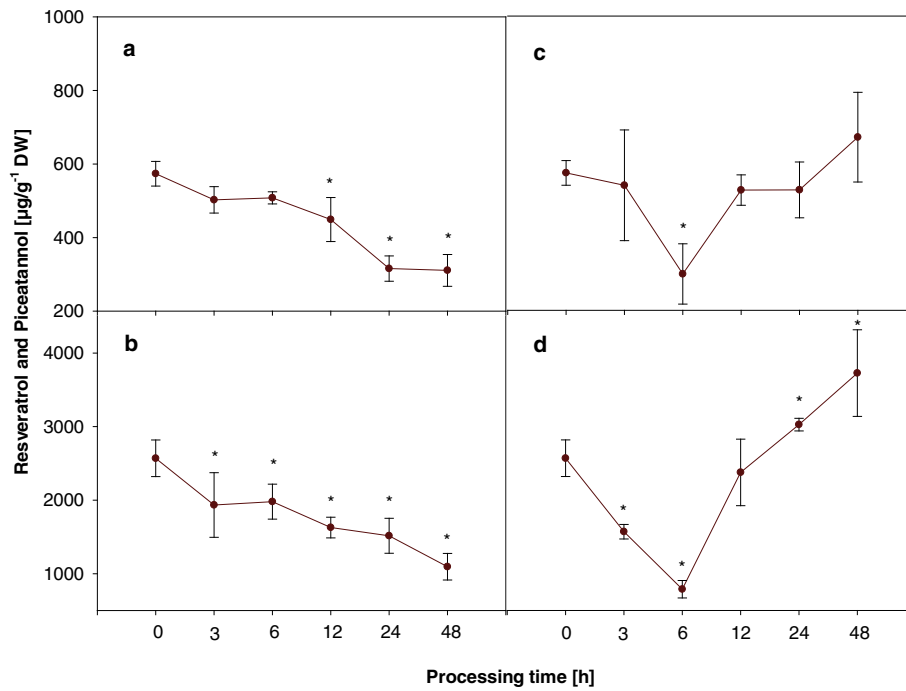 Resveratrol and Piceatannol [µg/g⁻¹ DW]
1000
800
600
400
200
a
*
*
*
c
*
4000
3000
2000
1000
b
*
*
*
*
*
d
*
*
*
*
0 3 6 12 24 48
0 3 6 12 24 48
Processing time [h]